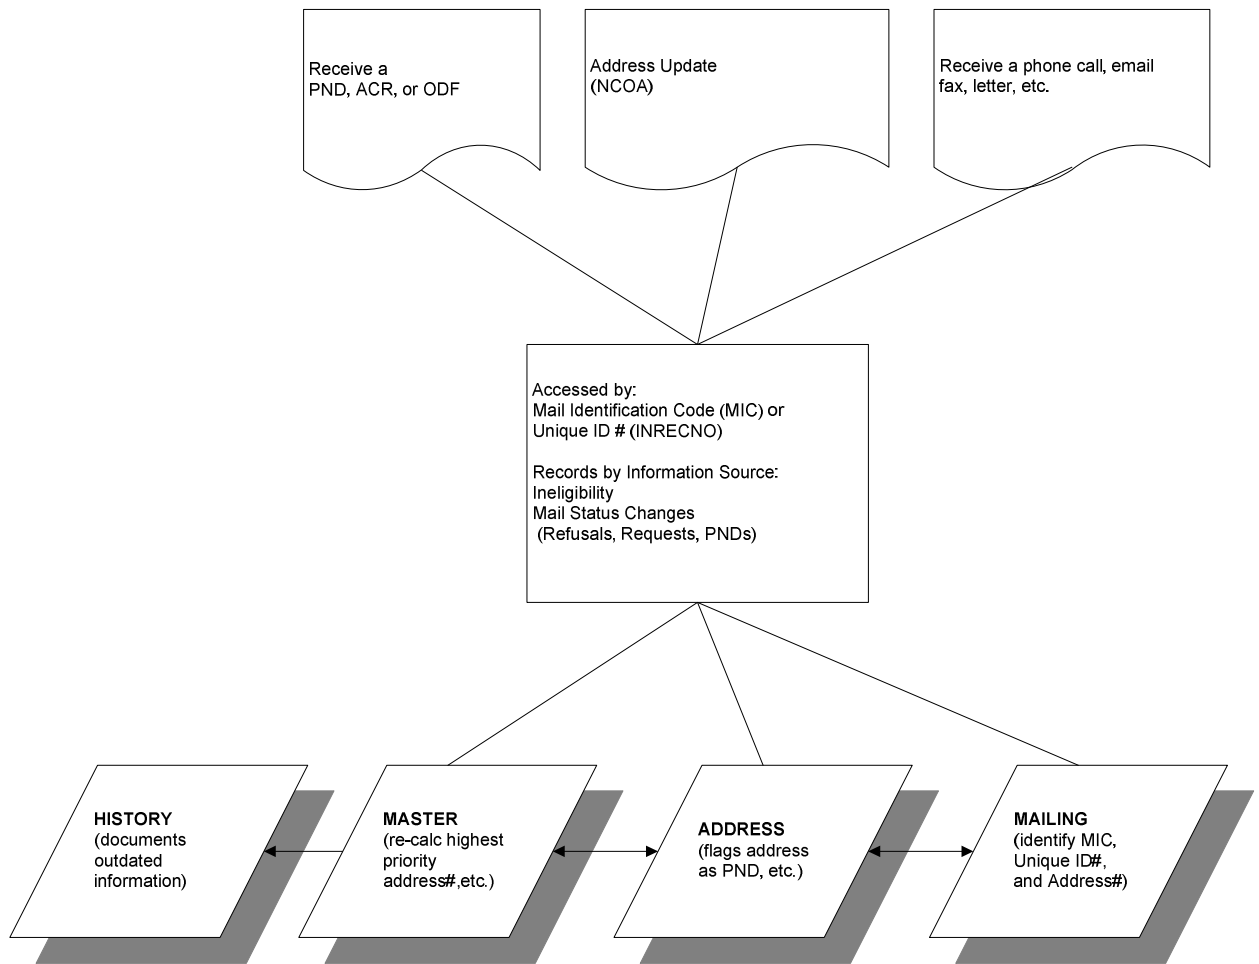 Receive a
PND, ACR, or ODF
Address Update
(NCOA)
Receive a phone call, email
fax, letter, etc.
Accessed by:
Mail Identification Code (MIC) or
Unique ID # (INRECNO)
Records by Information Source:
Ineligibility
Mail Status Changes
(Refusals, Requests, PNDs)
HISTORY
(documents
outdated
information)
MASTER
(re-calc highest
priority
address#,etc.)
ADDRESS
(flags address
as PND, etc.)
MAILING
(identify MIC,
Unique ID#,
and Address#)